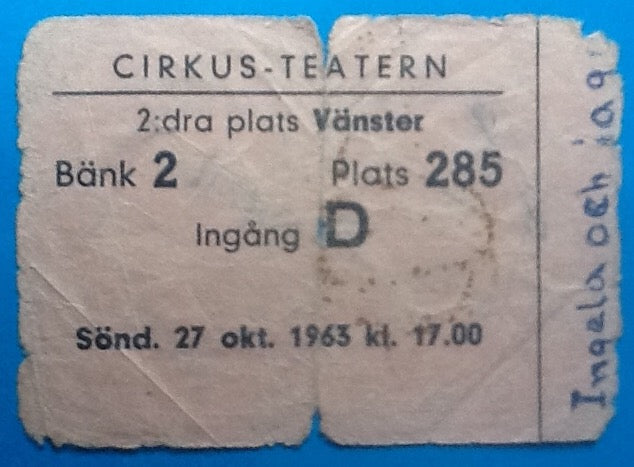 CIRKUS-TEATERN
2:dra plats Vänster
Bänk 2 Plats 285
Ingång D
Sönd. 27 okt. 1963 kl. 17.00
Ingela och jag